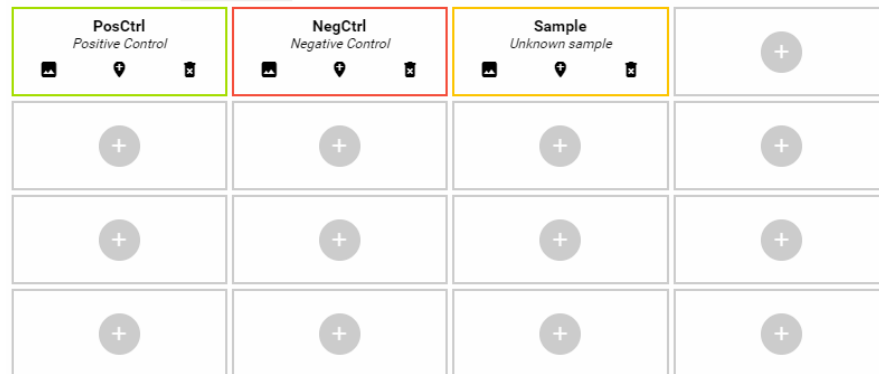 PosCtrl
Positive Control
NegCtrl
Negative Control
Sample
Unknown sample